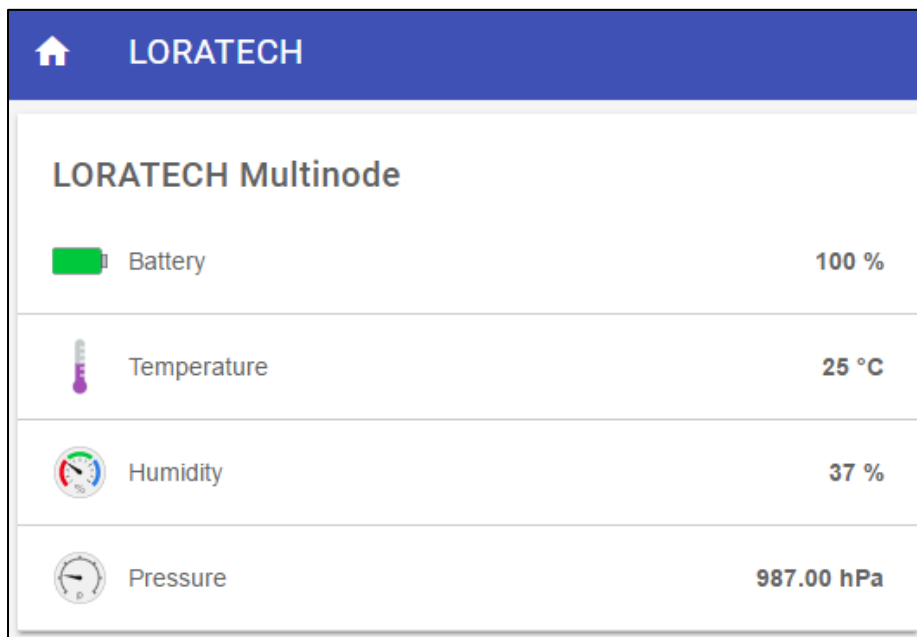 LORATECH
LORATECH Multinode
Battery 100 %
Temperature 25 °C
% Humidity 37 %
p Pressure 987.00 hPa